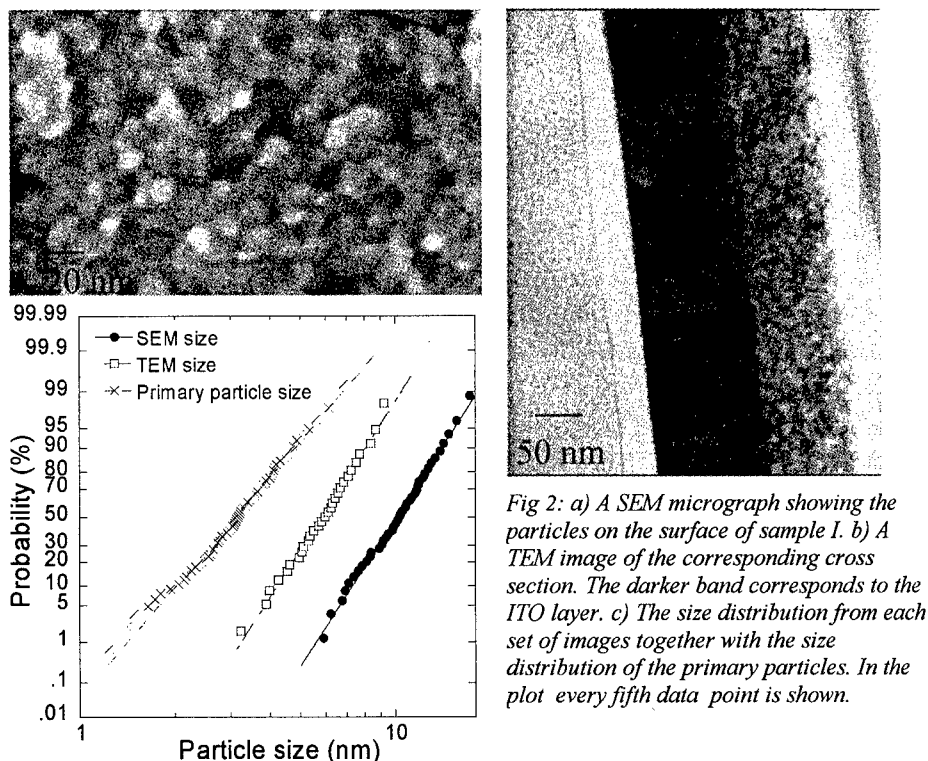 20 nm
50 nm
99.99
99.9
99
95
90
80
70
50
30
20
10
5
1
.1
.01
Probability (%)
SEM size
TEM size
Primary particle size
1
10
Particle size (nm)
Fig 2: a) A SEM micrograph showing the
particles on the surface of sample I. b) A
TEM image of the corresponding cross
section. The darker band corresponds to the
ITO layer. c) The size distribution from each
set of images together with the size
distribution of the primary particles. In the
plot every fifth data point is shown.